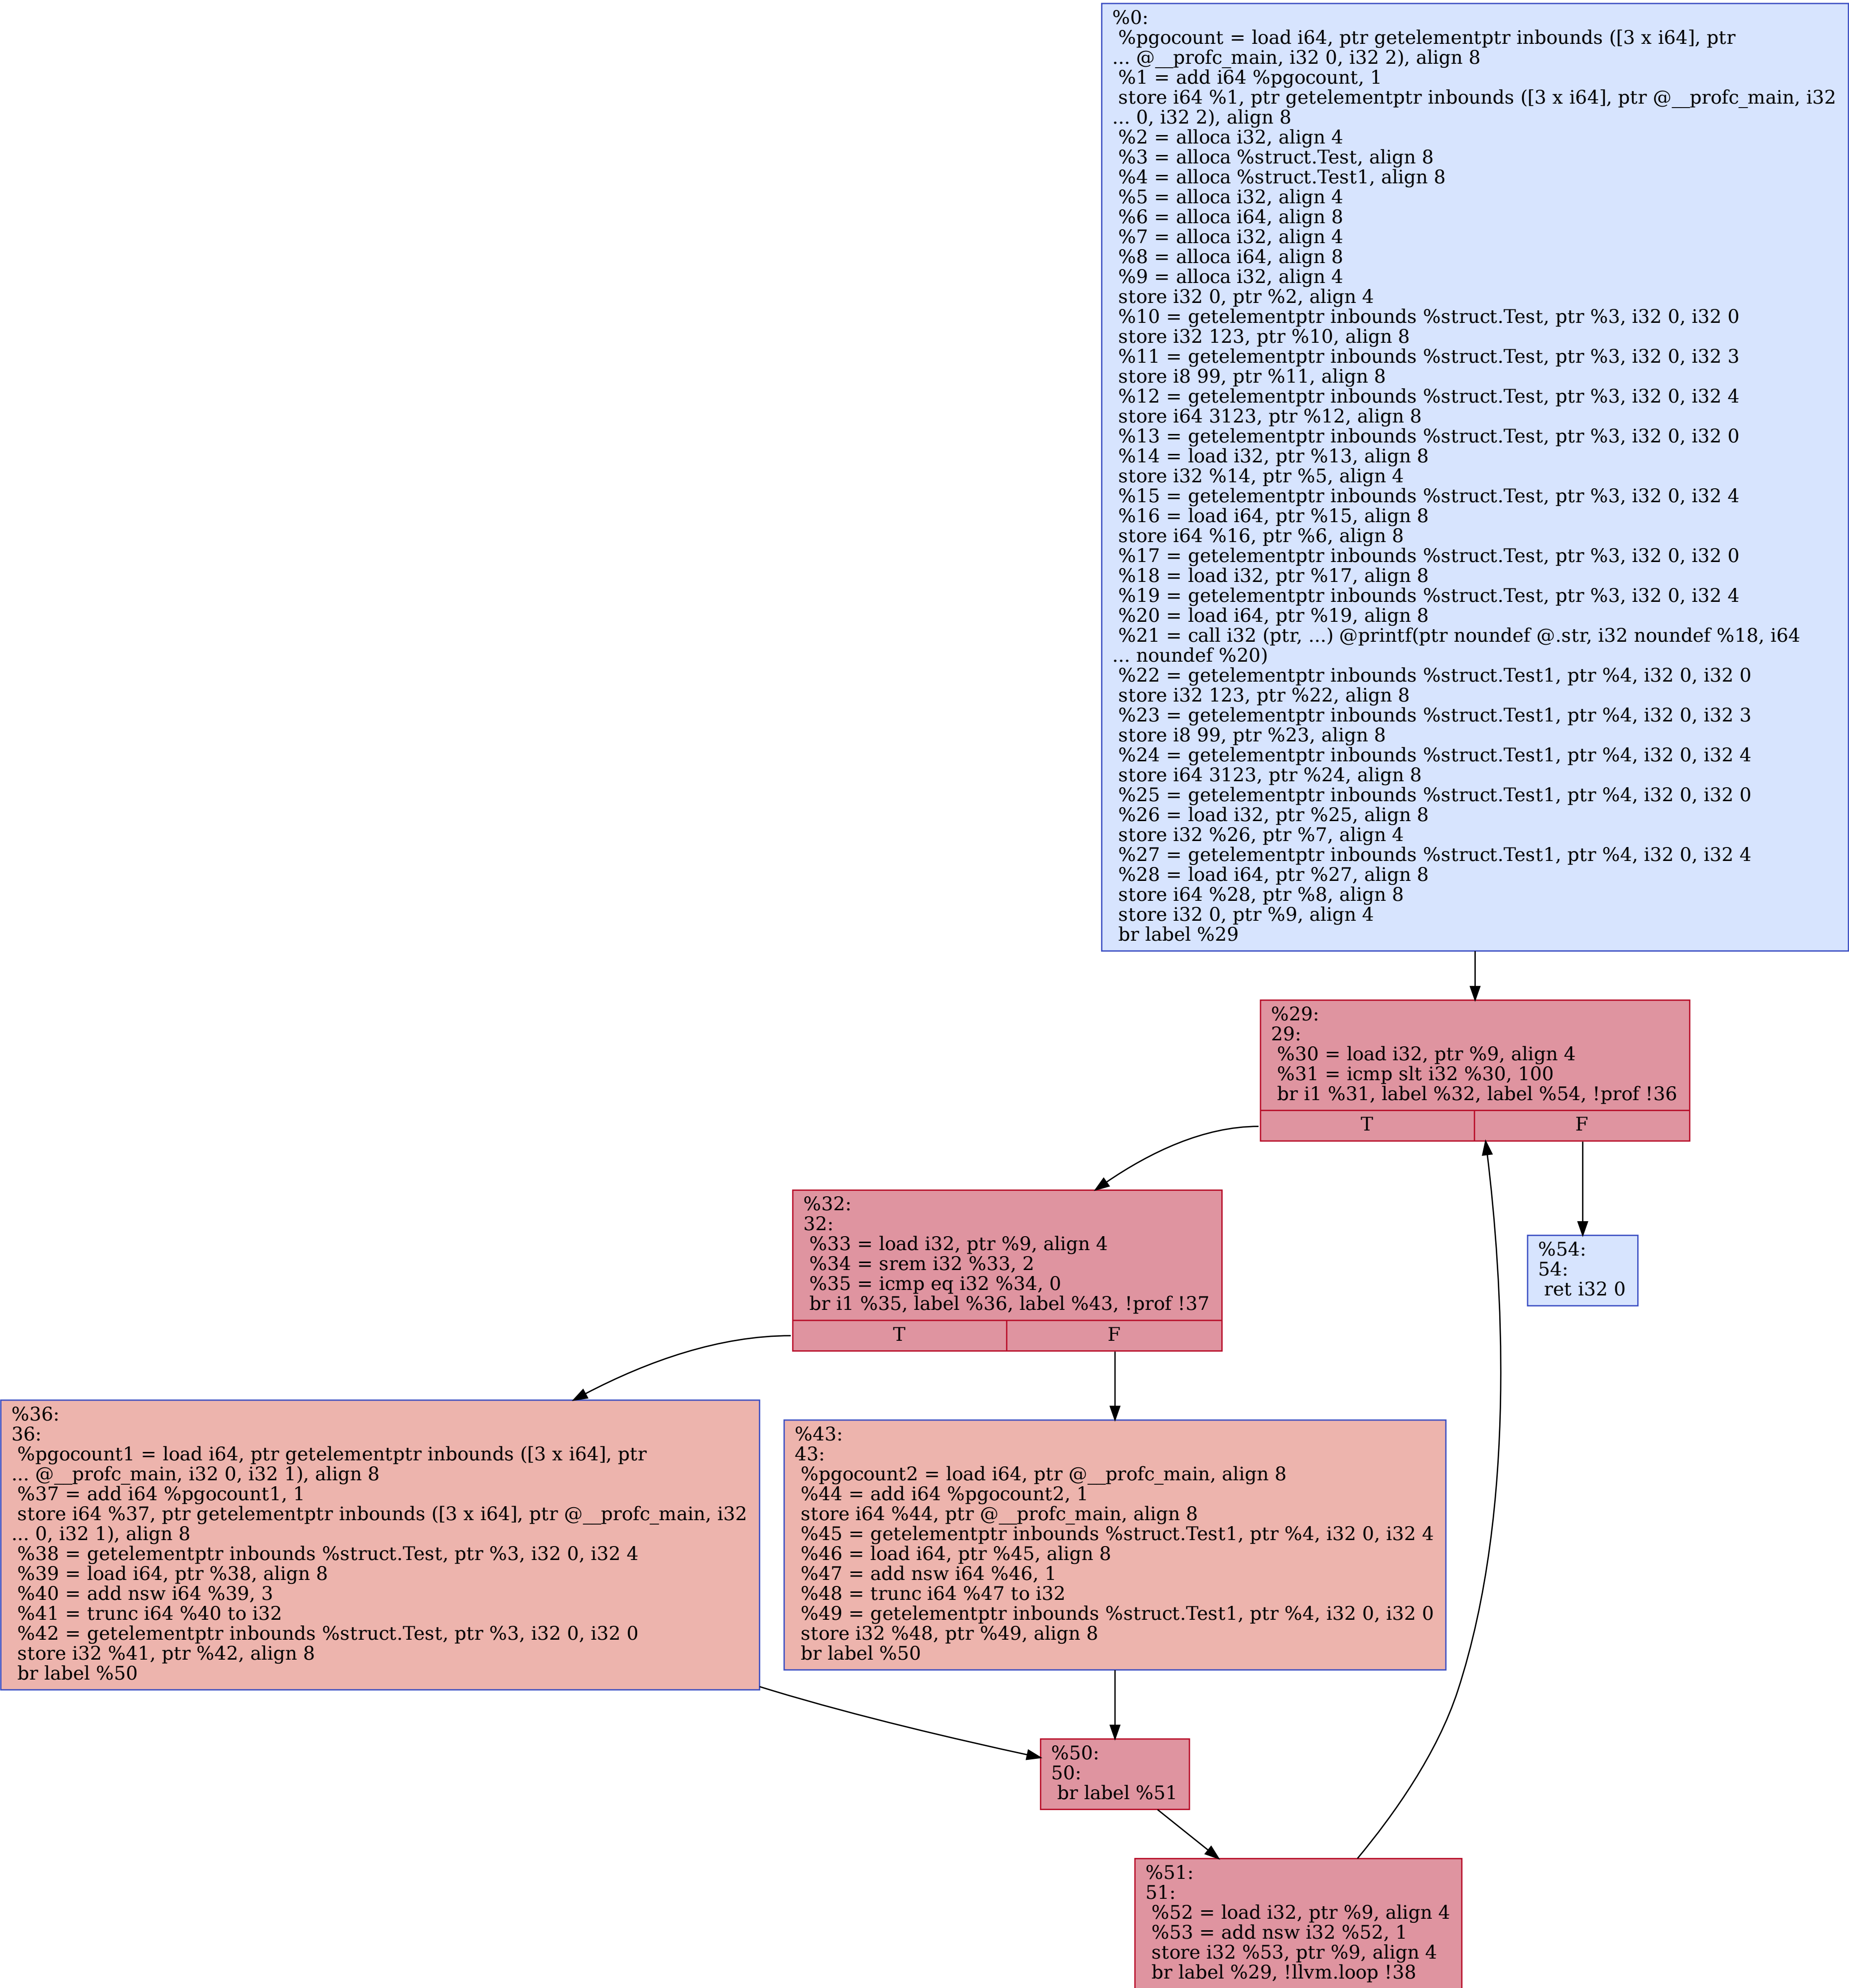 %0:
%pgocount = load i64, ptr getelementptr inbounds ([3 x i64], ptr
... @__profc_main, i32 0, i32 2), align 8
%1 = add i64 %pgocount, 1
store i64 %1, ptr getelementptr inbounds ([3 x i64], ptr @__profc_main, i32
... 0, i32 2), align 8
%2 = alloca i32, align 4
%3 = alloca %struct.Test, align 8
%4 = alloca %struct.Test1, align 8
%5 = alloca i32, align 4
%6 = alloca i64, align 8
%7 = alloca i32, align 4
%8 = alloca i64, align 8
%9 = alloca i32, align 4
store i32 0, ptr %2, align 4
%10 = getelementptr inbounds %struct.Test, ptr %3, i32 0, i32 0
store i32 123, ptr %10, align 8
%11 = getelementptr inbounds %struct.Test, ptr %3, i32 0, i32 3
store i8 99, ptr %11, align 8
%12 = getelementptr inbounds %struct.Test, ptr %3, i32 0, i32 4
store i64 3123, ptr %12, align 8
%13 = getelementptr inbounds %struct.Test, ptr %3, i32 0, i32 0
%14 = load i32, ptr %13, align 8
store i32 %14, ptr %5, align 4
%15 = getelementptr inbounds %struct.Test, ptr %3, i32 0, i32 4
%16 = load i64, ptr %15, align 8
store i64 %16, ptr %6, align 8
%17 = getelementptr inbounds %struct.Test, ptr %3, i32 0, i32 0
%18 = load i32, ptr %17, align 8
%19 = getelementptr inbounds %struct.Test, ptr %3, i32 0, i32 4
%20 = load i64, ptr %19, align 8
%21 = call i32 (ptr, ...) @printf(ptr noundef @.str, i32 noundef %18, i64
... noundef %20)
%22 = getelementptr inbounds %struct.Test1, ptr %4, i32 0, i32 0
store i32 123, ptr %22, align 8
%23 = getelementptr inbounds %struct.Test1, ptr %4, i32 0, i32 3
store i8 99, ptr %23, align 8
%24 = getelementptr inbounds %struct.Test1, ptr %4, i32 0, i32 4
store i64 3123, ptr %24, align 8
%25 = getelementptr inbounds %struct.Test1, ptr %4, i32 0, i32 0
%26 = load i32, ptr %25, align 8
store i32 %26, ptr %7, align 4
%27 = getelementptr inbounds %struct.Test1, ptr %4, i32 0, i32 4
%28 = load i64, ptr %27, align 8
store i64 %28, ptr %8, align 8
store i32 0, ptr %9, align 4
br label %29
%29:
29:
%30 = load i32, ptr %9, align 4
%31 = icmp slt i32 %30, 100
br i1 %31, label %32, label %54, !prof !36
T
F
%32:
32:
%33 = load i32, ptr %9, align 4
%34 = srem i32 %33, 2
%35 = icmp eq i32 %34, 0
br i1 %35, label %36, label %43, !prof !37
T
F
%54:
54:
ret i32 0
%36:
36:
%pgocount1 = load i64, ptr getelementptr inbounds ([3 x i64], ptr
... @__profc_main, i32 0, i32 1), align 8
%37 = add i64 %pgocount1, 1
store i64 %37, ptr getelementptr inbounds ([3 x i64], ptr @__profc_main, i32
... 0, i32 1), align 8
%38 = getelementptr inbounds %struct.Test, ptr %3, i32 0, i32 4
%39 = load i64, ptr %38, align 8
%40 = add nsw i64 %39, 3
%41 = trunc i64 %40 to i32
%42 = getelementptr inbounds %struct.Test, ptr %3, i32 0, i32 0
store i32 %41, ptr %42, align 8
br label %50
%43:
43:
%pgocount2 = load i64, ptr @__profc_main, align 8
%44 = add i64 %pgocount2, 1
store i64 %44, ptr @__profc_main, align 8
%45 = getelementptr inbounds %struct.Test1, ptr %4, i32 0, i32 4
%46 = load i64, ptr %45, align 8
%47 = add nsw i64 %46, 1
%48 = trunc i64 %47 to i32
%49 = getelementptr inbounds %struct.Test1, ptr %4, i32 0, i32 0
store i32 %48, ptr %49, align 8
br label %50
%50:
50:
br label %51
%51:
51:
%52 = load i32, ptr %9, align 4
%53 = add nsw i32 %52, 1
store i32 %53, ptr %9, align 4
br label %29, !llvm.loop !38